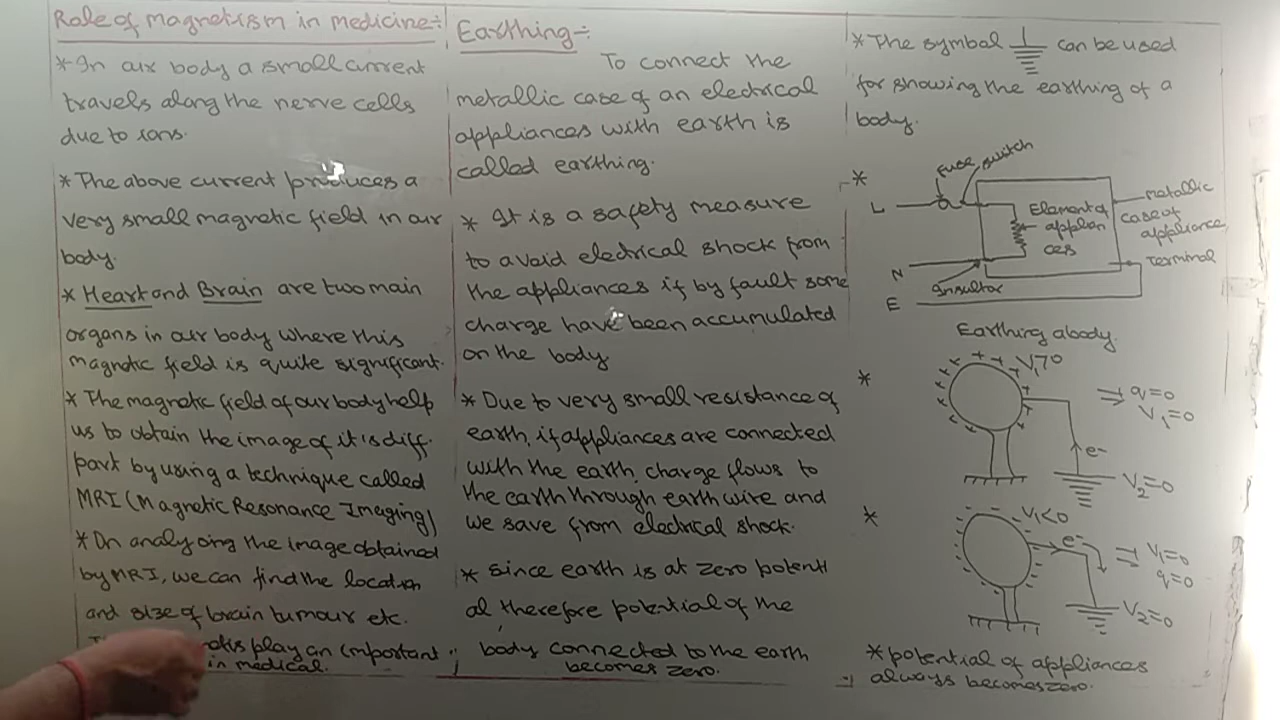 Role of magnetism in medicine:-
* In our body a small current
travels along the nerve cells
due to ions.
* The above current produces a
very small magnetic field in our
body.
* Heart and Brain are two main
organs in our body where this
magnetic field is quite significant.
* The magnetic field of our body help
us to obtain the image of it's diff.
part by using a technique called
MRI (Magnetic Resonance Imaging)
* On analysing the image obtained
by MRI, we can find the location
and size of brain tumour etc.
play an important
in medical.
Earthing-:
To connect the
metallic case of an electrical
appliances with earth is
called earthing.
* It is a safety measure
to avoid electrical shock from
the appliances if by fault some
charge have been accumulated
on the body
* Due to very small resistance of
earth, if appliances are connected
with the earth, charge flows to
the earth through earth wire and
we save from electrical shock.
* since earth is at zero potenti
al, therefore potential of the
body connected to the earth
becomes zero.
* The symbol can be used
for showing the earthing of a
body.
*
fuse switch
L
Element of
applian
ces
metallic
case of
appliance
Terminal
N
Insultor
E
Earthing a body.
*
+ + + + + + + + + + V₁>0
⇒ q=0
V₁=0
e-
V₂=0
*
V₁<0
e-
⇒ V₁=0
q=0
V₂=0
* potential of appliances
always becomes zero.